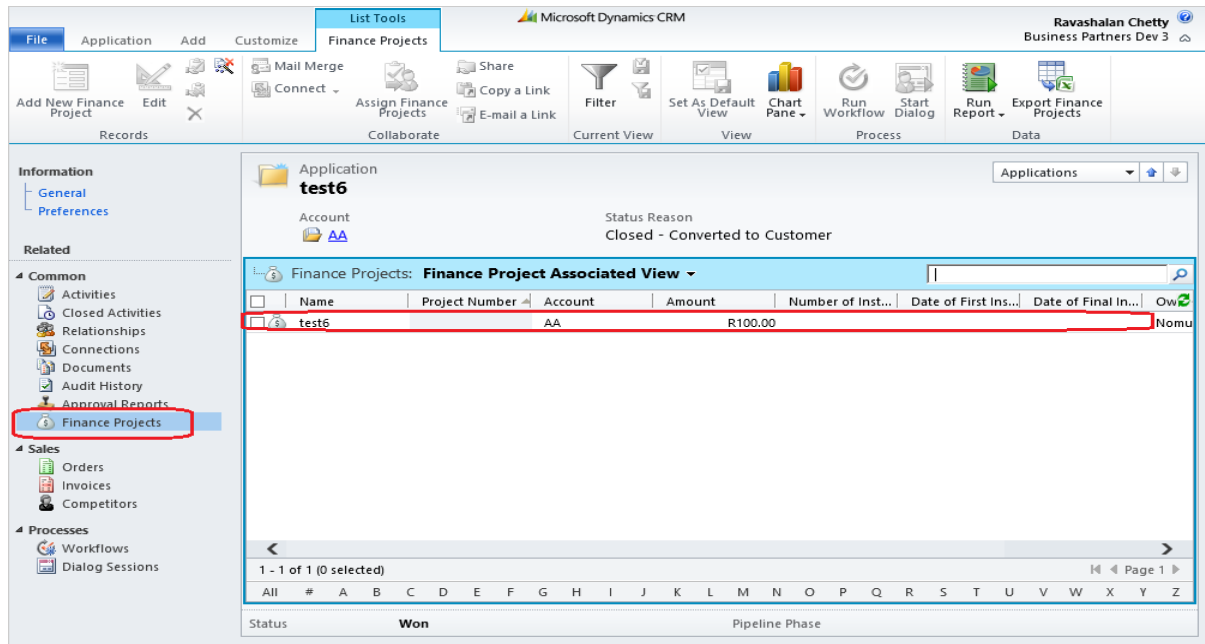 List Tools
Microsoft Dynamics CRM
Ravashalan Chetty
Business Partners Dev 3
File Application Add Customize Finance Projects
Add New Finance Project
Edit
Records
Mail Merge
Connect
Assign Finance Projects
Share
Copy a Link
E-mail a Link
Collaborate
Filter
Current View
Set As Default View
Chart Pane
View
Run Workflow
Start Dialog
Process
Run Report
Export Finance Projects
Data
Information
General
Preferences
Related
Common
Activities
Closed Activities
Relationships
Connections
Documents
Audit History
Approval Reports
Finance Projects
Sales
Orders
Invoices
Competitors
Processes
Workflows
Dialog Sessions
Application
test6
Applications
Account
AA
Status Reason
Closed - Converted to Customer
Finance Projects: Finance Project Associated View
Name Project Number Account Amount Number of Inst... Date of First Ins... Date of Final In... Ow
test6 AA R100.00 Nomu
1 - 1 of 1 (0 selected)
Page 1
All # A B C D E F G H I J K L M N O P Q R S T U V W X Y Z
Status Won Pipeline Phase